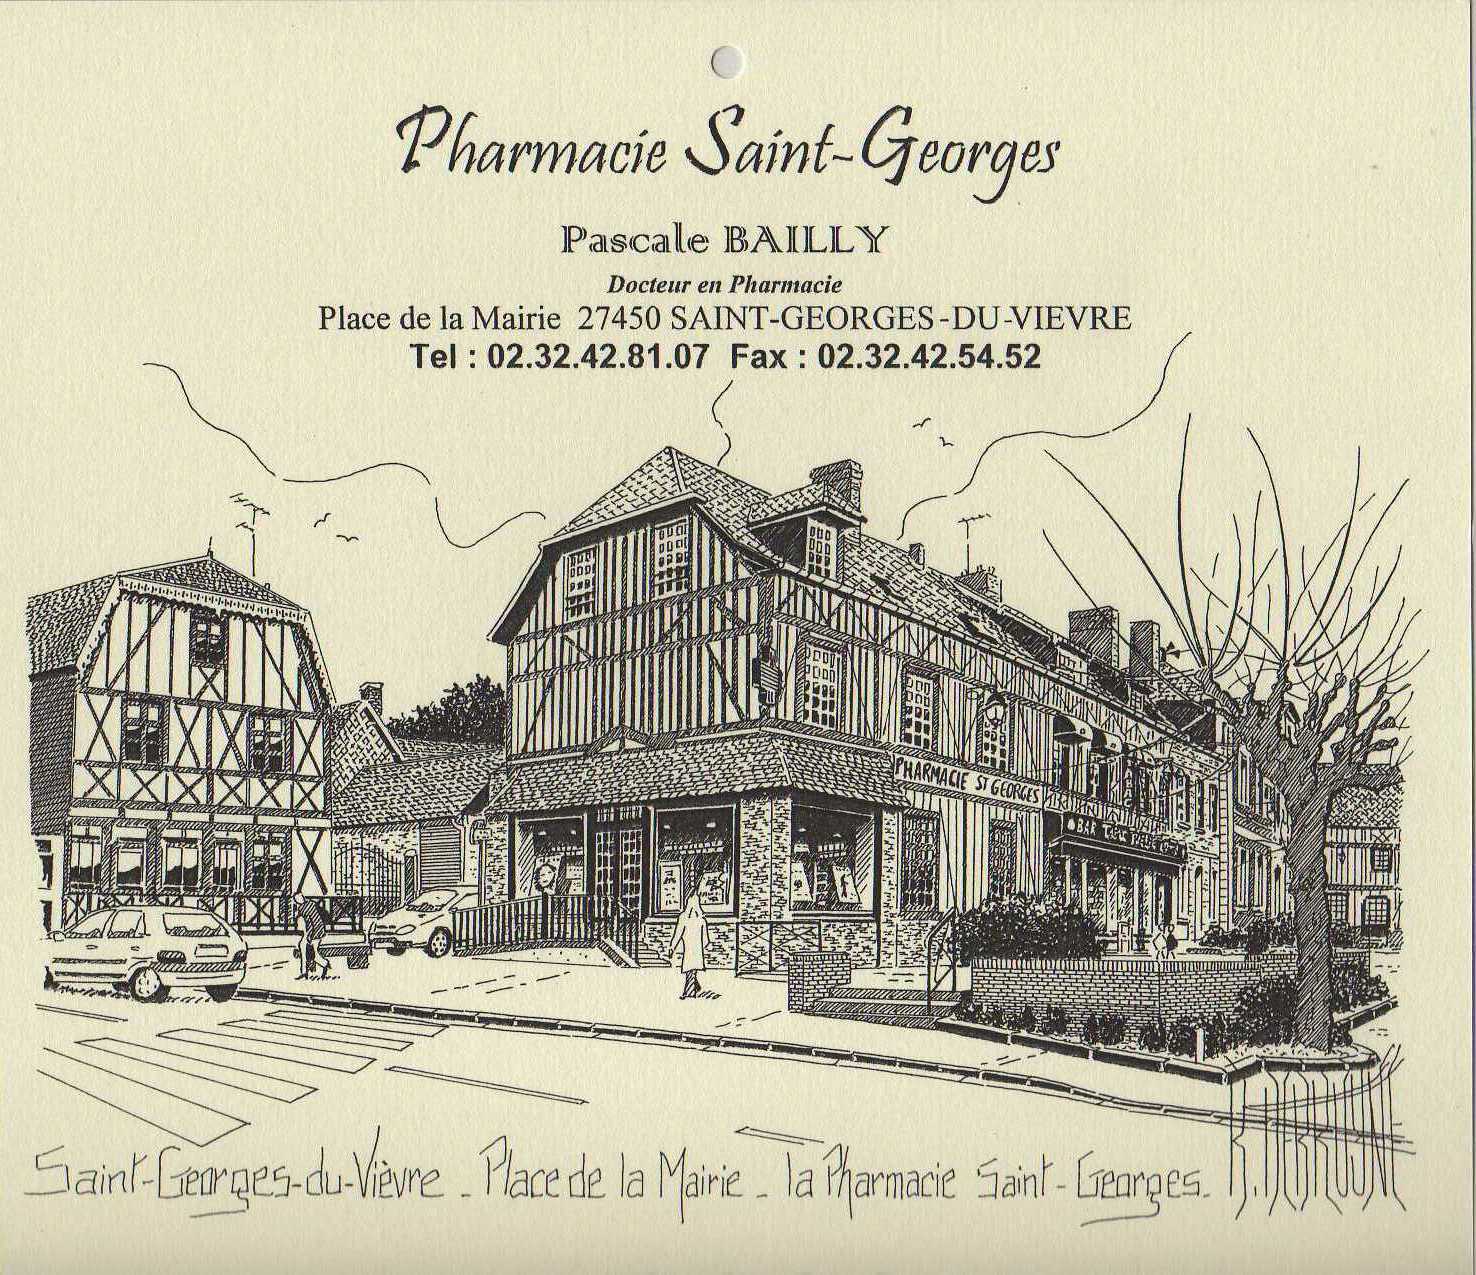 Pharmacie Saint-Georges
Pascale BAILLY
Docteur en Pharmacie
Place de la Mairie 27450 SAINT-GEORGES-DU-VIEVRE
Tel : 02.32.42.81.07 Fax : 02.32.42.54.52
PHARMACIE ST GEORGES
BAR
Saint-Georges-du-Vièvre - Place de la Mairie - la Pharmacie Saint-Georges.